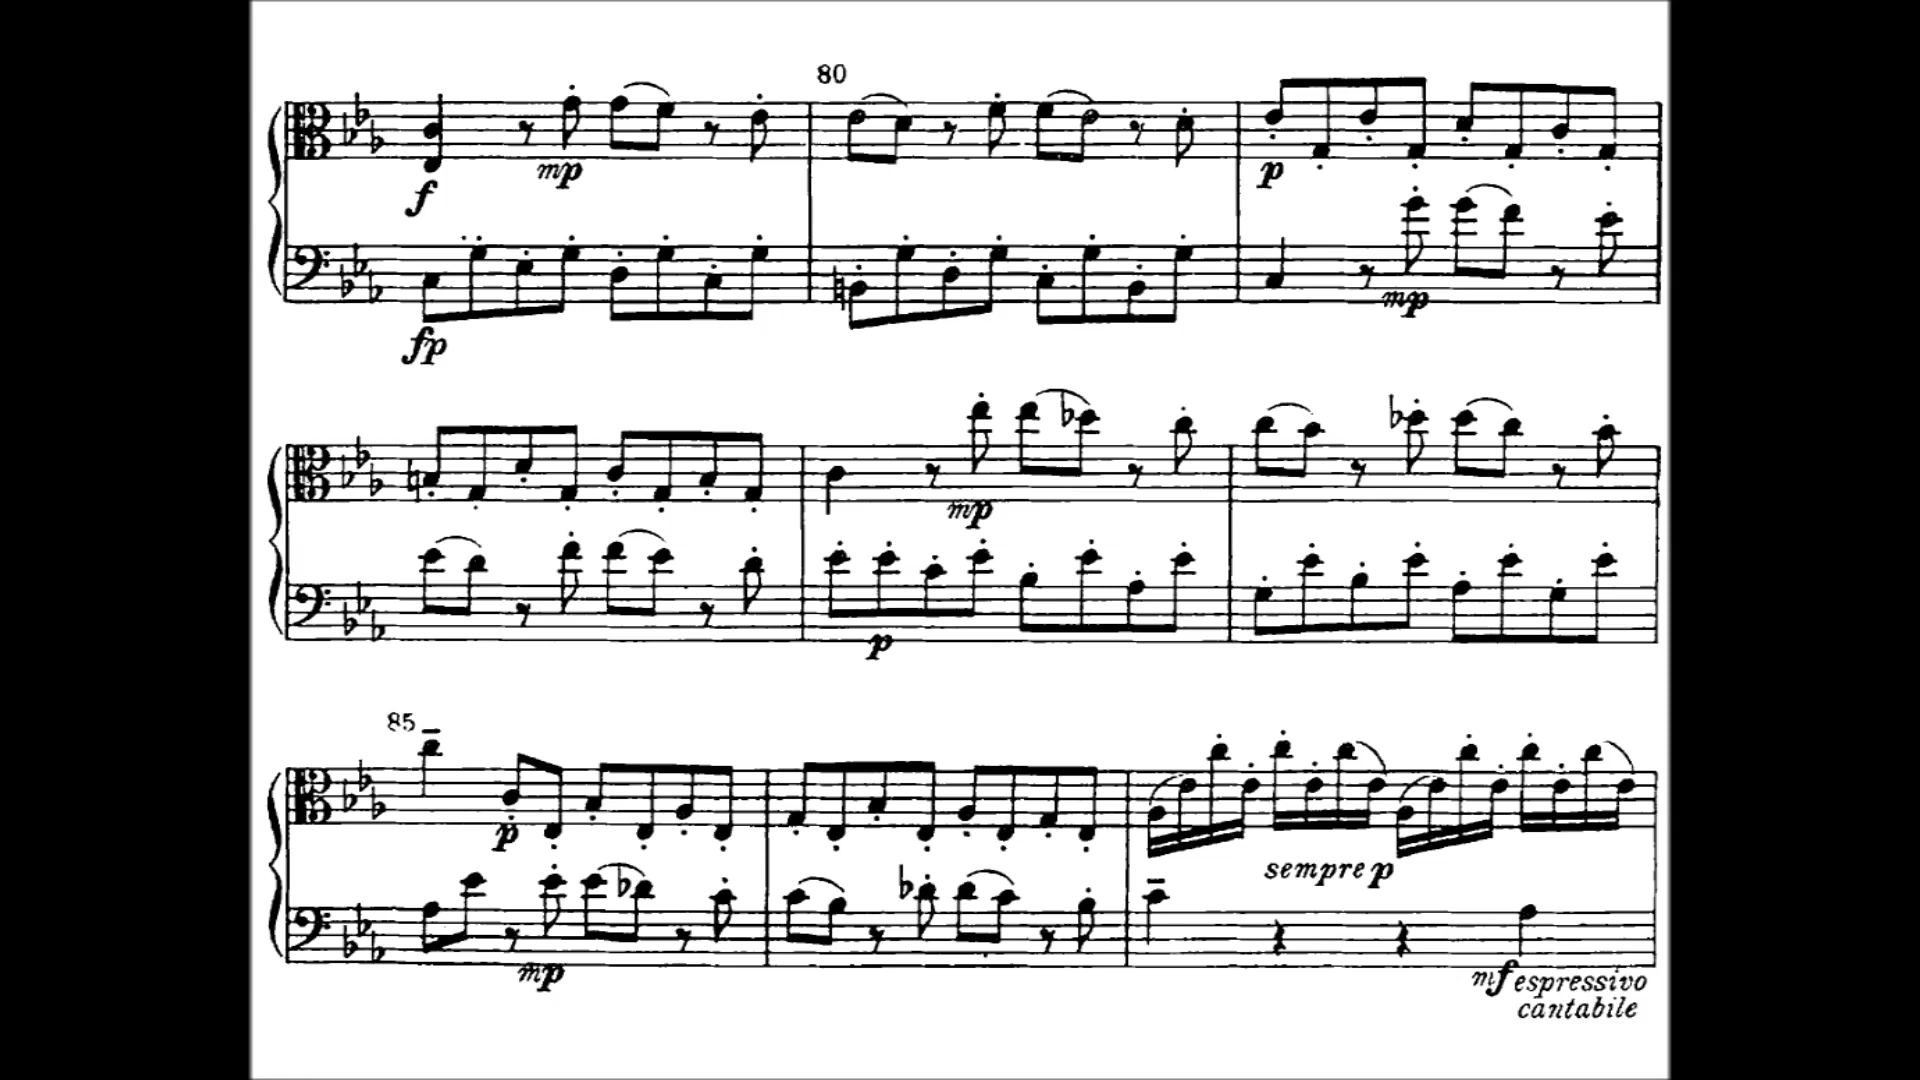 80
mp
f
p
mp
fp
mp
p
85
p
sempre p
mp
mf espressivo
cantabile